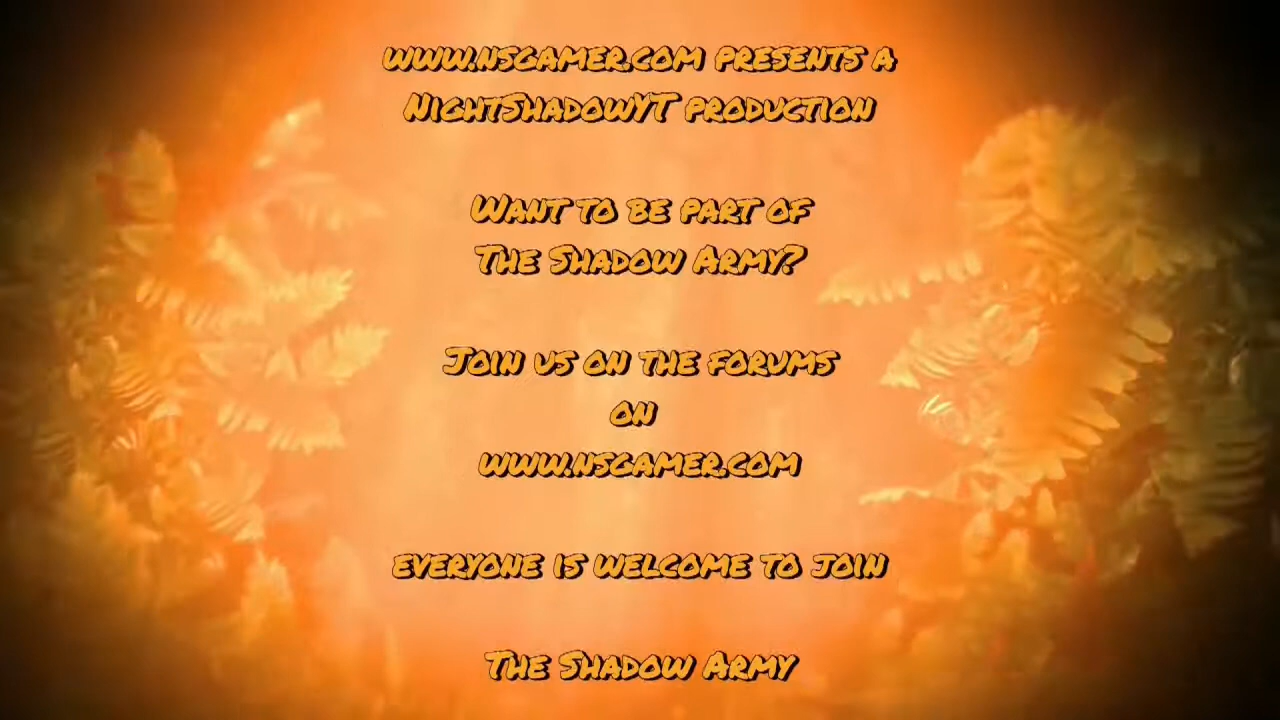 www.nsgamer.com presents a
NightShadowYT production
Want to be part of
The Shadow Army?
Join us on the forums
on
www.nsgamer.com
everyone is welcome to join
The Shadow Army